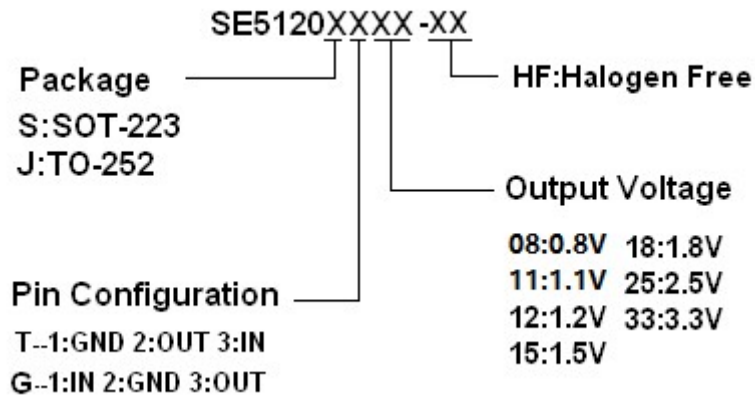 SE5120XXXX-XX
Package
S:SOT-223
J:TO-252
HF:Halogen Free
Output Voltage
08:0.8V 18:1.8V
11:1.1V 25:2.5V
12:1.2V 33:3.3V
15:1.5V
Pin Configuration
T--1:GND 2:OUT 3:IN
G--1:IN 2:GND 3:OUT